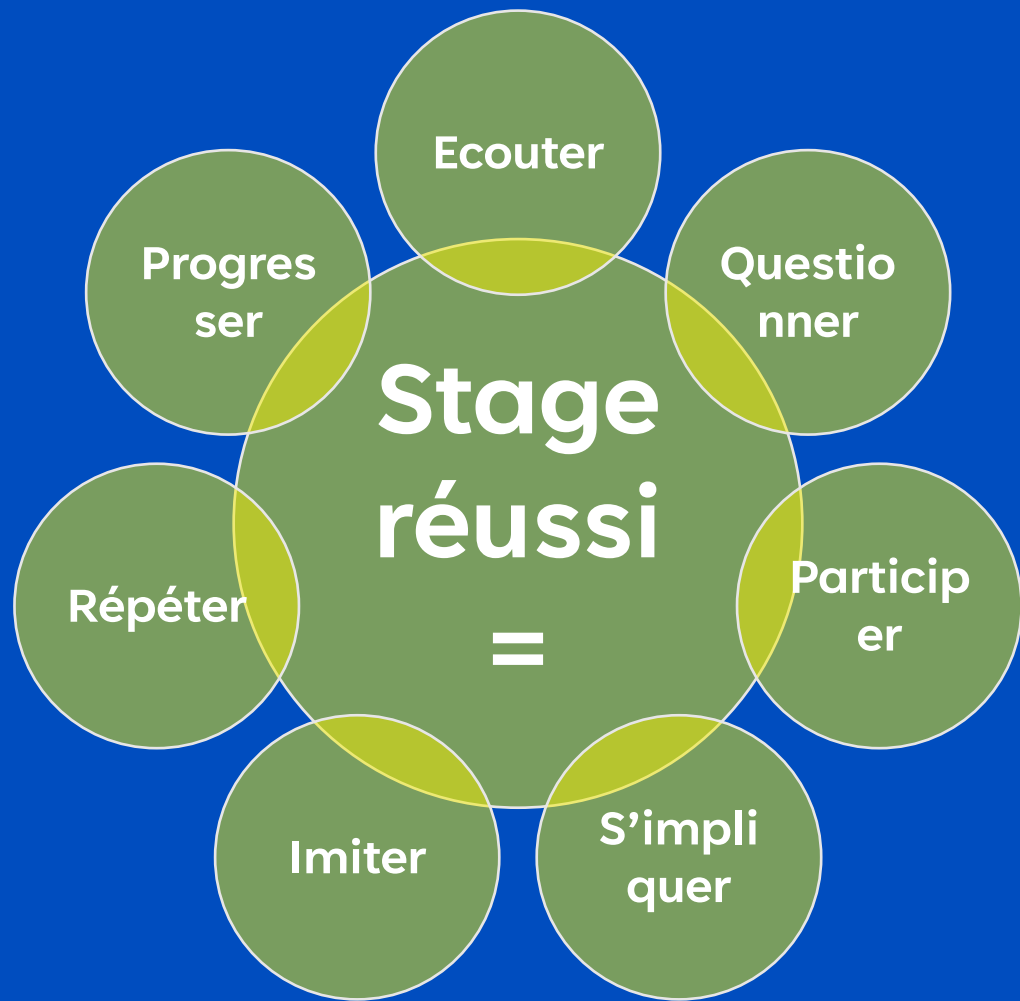 Stage
réussi
=
Ecouter
Questio
nner
Particip
er
S’impli
quer
Imiter
Répéter
Progres
ser